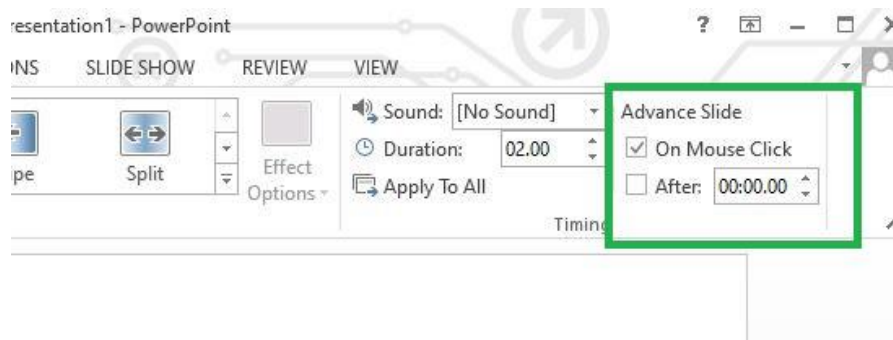 resentation1 - PowerPoint ?
NS SLIDE SHOW REVIEW VIEW
Sound: [No Sound] Advance Slide
Duration: 02.00 On Mouse Click
pe Split Effect Options Apply To All After: 00:00.00
Timing